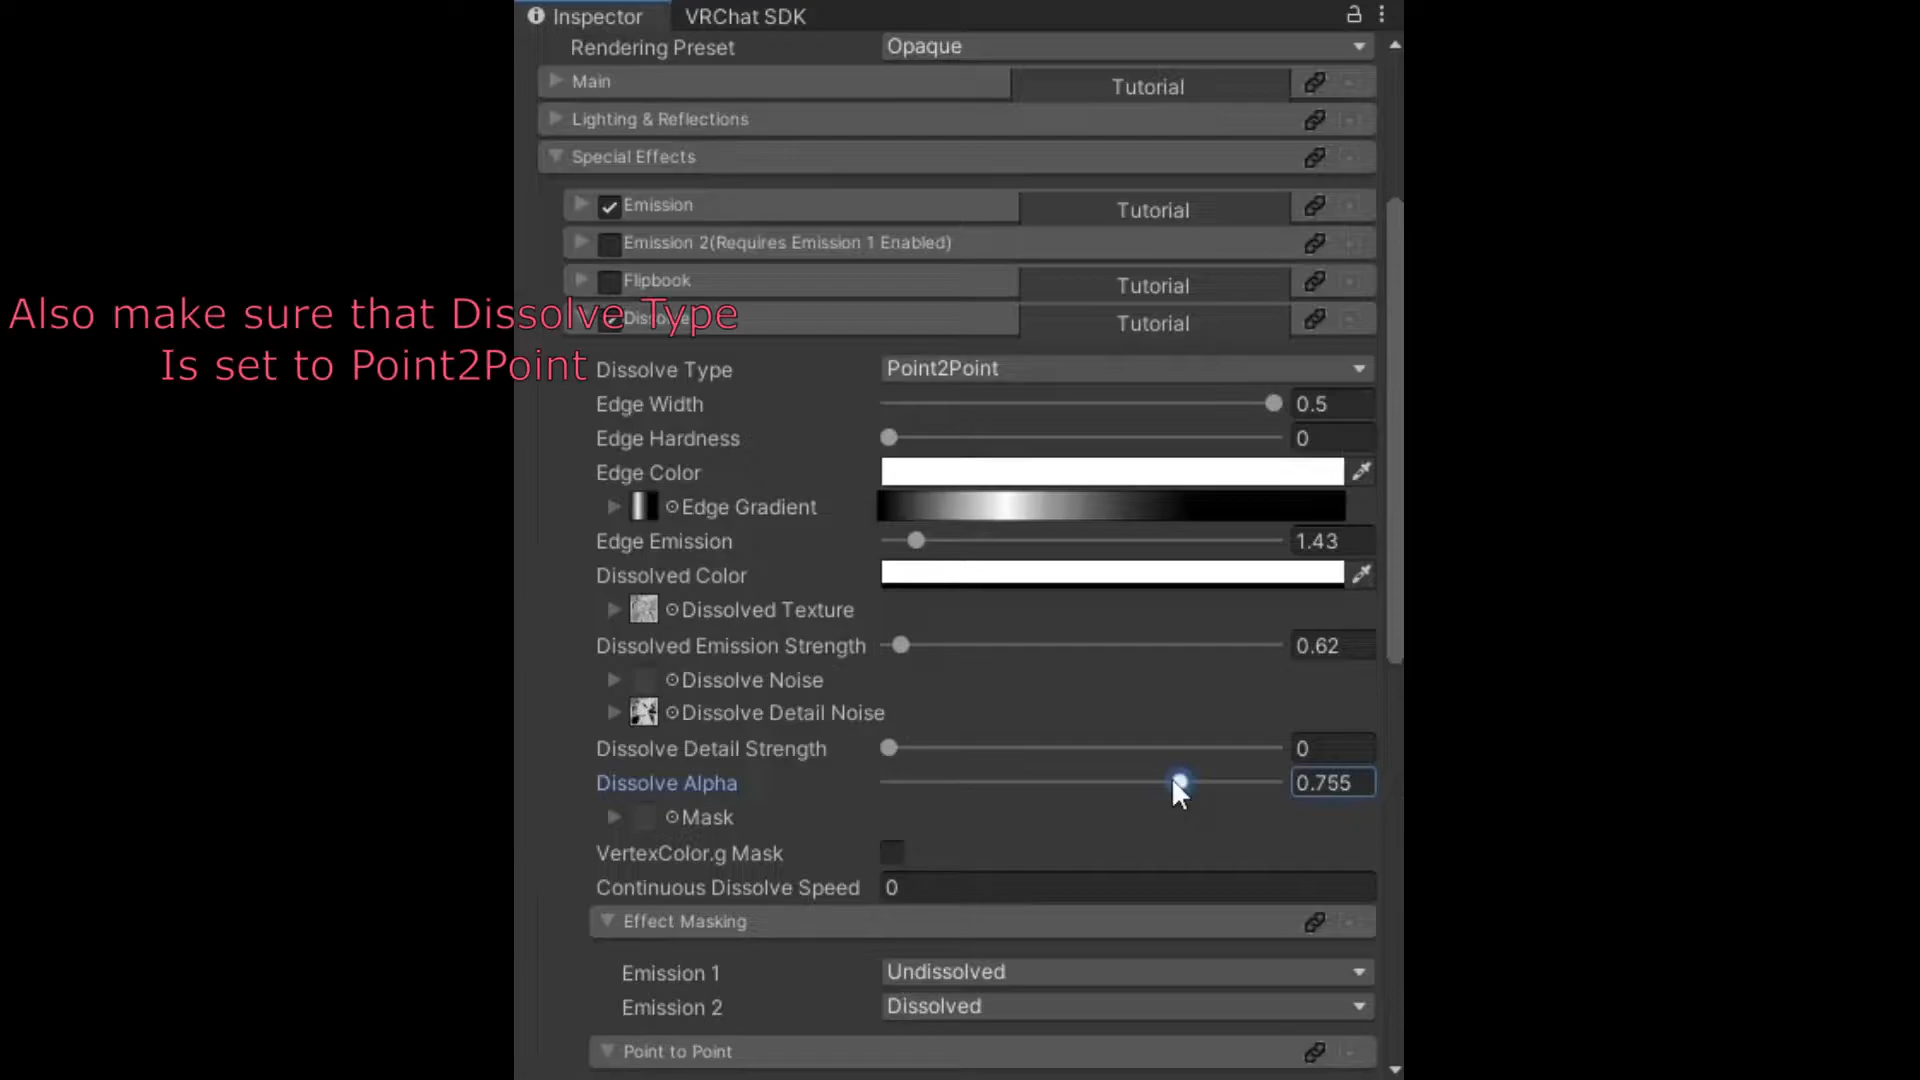 Inspector VRChat SDK
Rendering Preset Opaque
Main Tutorial
Lighting & Reflections
Special Effects
Emission Tutorial
Emission 2(Requires Emission 1 Enabled)
Flipbook Tutorial
Also make sure that Dissolve Type
Dissolve Tutorial
Is set to Point2Point
Dissolve Type Point2Point
Edge Width 0.5
Edge Hardness 0
Edge Color
Edge Gradient
Edge Emission 1.43
Dissolved Color
Dissolved Texture
Dissolved Emission Strength 0.62
Dissolve Noise
Dissolve Detail Noise
Dissolve Detail Strength 0
Dissolve Alpha 0.755
Mask
VertexColor.g Mask
Continuous Dissolve Speed 0
Effect Masking
Emission 1 Undissolved
Emission 2 Dissolved
Point to Point